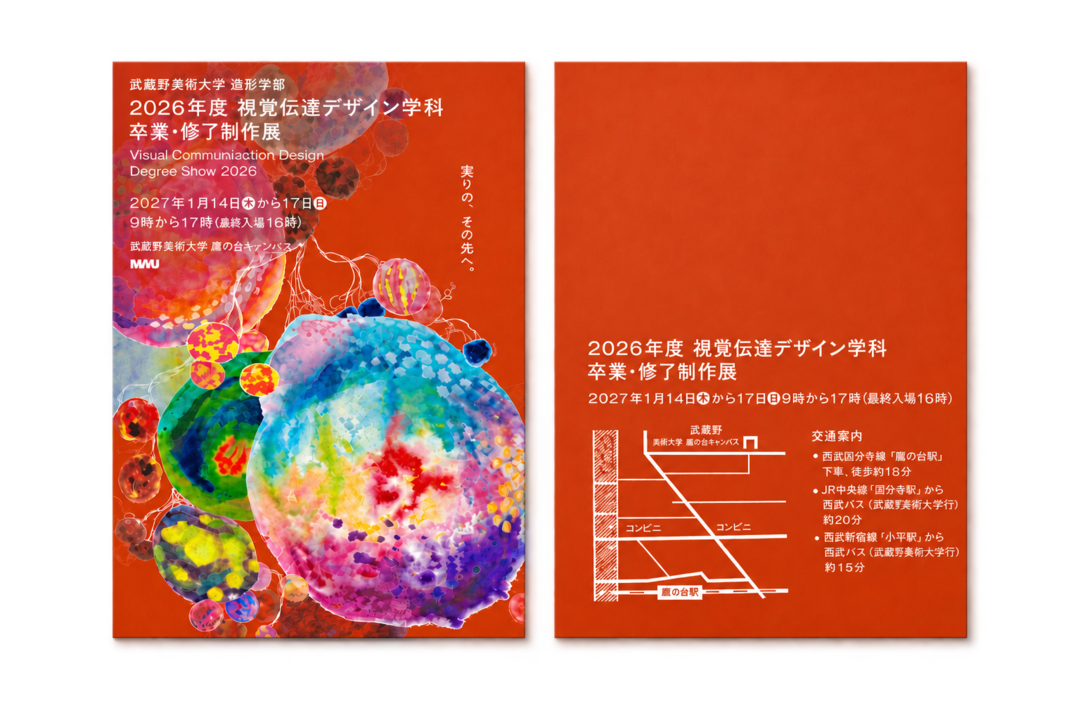 武蔵野美術大学 造形学部
2026年度 視覚伝達デザイン学科
卒業・修了制作展
Visual Communiaction Design
Degree Show 2026
2027年1月14日木から17日日
9時から17時(最終入場16時)
武蔵野美術大学 鷹の台キャンパス
MAU
実りの、その先へ。
2026年度 視覚伝達デザイン学科
卒業・修了制作展
2027年1月14日木から17日日9時から17時(最終入場16時)
武蔵野
美術大学 鷹の台キャンパス
コンビニ
コンビニ
鷹の台駅
交通案内
• 西武国分寺線「鷹の台駅」
下車、徒歩約18分
• JR中央線「国分寺駅」から
西武バス(武蔵野美術大学行)
約20分
• 西武新宿線「小平駅」から
西武バス(武蔵野美術大学行)
約15分